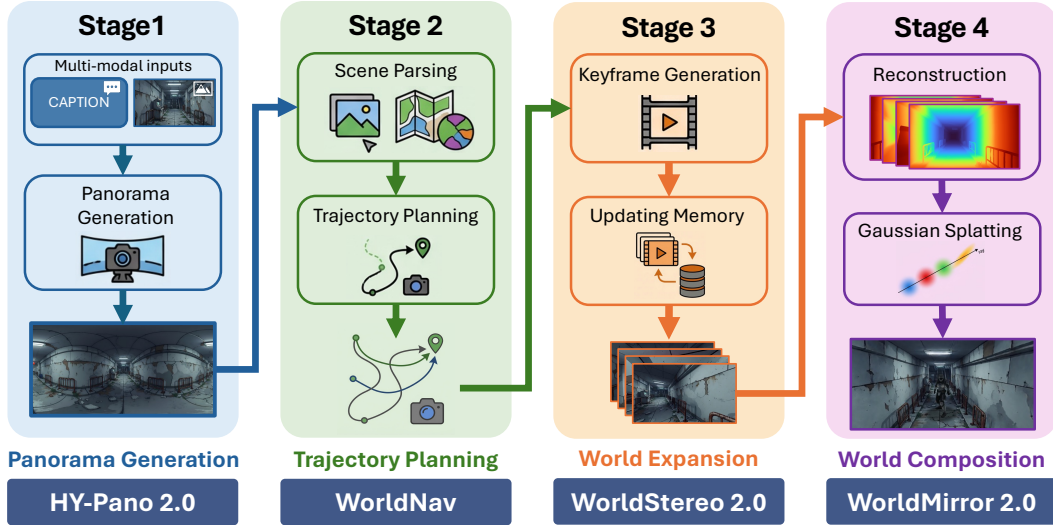 Stage1
Multi-modal inputs
CAPTION
Panorama
Generation
Panorama Generation
HY-Pano 2.0
Stage 2
Scene Parsing
Trajectory Planning
Trajectory Planning
WorldNav
Stage 3
Keyframe Generation
Updating Memory
World Expansion
WorldStereo 2.0
Stage 4
Reconstruction
Gaussian Splatting
World Composition
WorldMirror 2.0